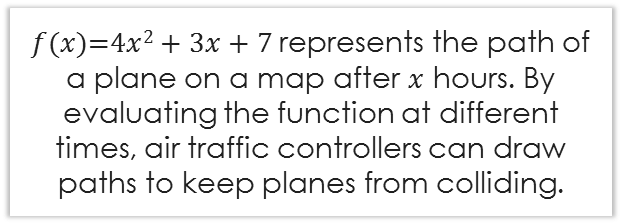 f(x)=4x² + 3x + 7 represents the path of
a plane on a map after x hours. By
evaluating the function at different
times, air traffic controllers can draw
paths to keep planes from colliding.